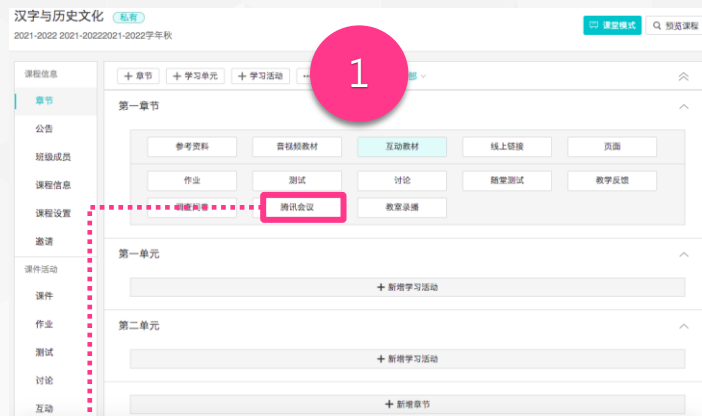 汉字与历史文化 私有
2021-2022 2021-20222021-2022学年秋
课堂模式 预览课程
课程信息
章节
公告
班级成员
课程信息
课程设置
邀请
课件活动
课件
作业
测试
讨论
互动
+ 章节 + 学习单元 + 学习活动
1
部
第一章节
参考资料 音视频教材 互动教材 线上链接 页面
作业 测试 讨论 随堂测试 教学反馈
调查问卷 腾讯会议 教室录播
第一单元
+ 新增学习活动
第二单元
+ 新增学习活动
+ 新增章节